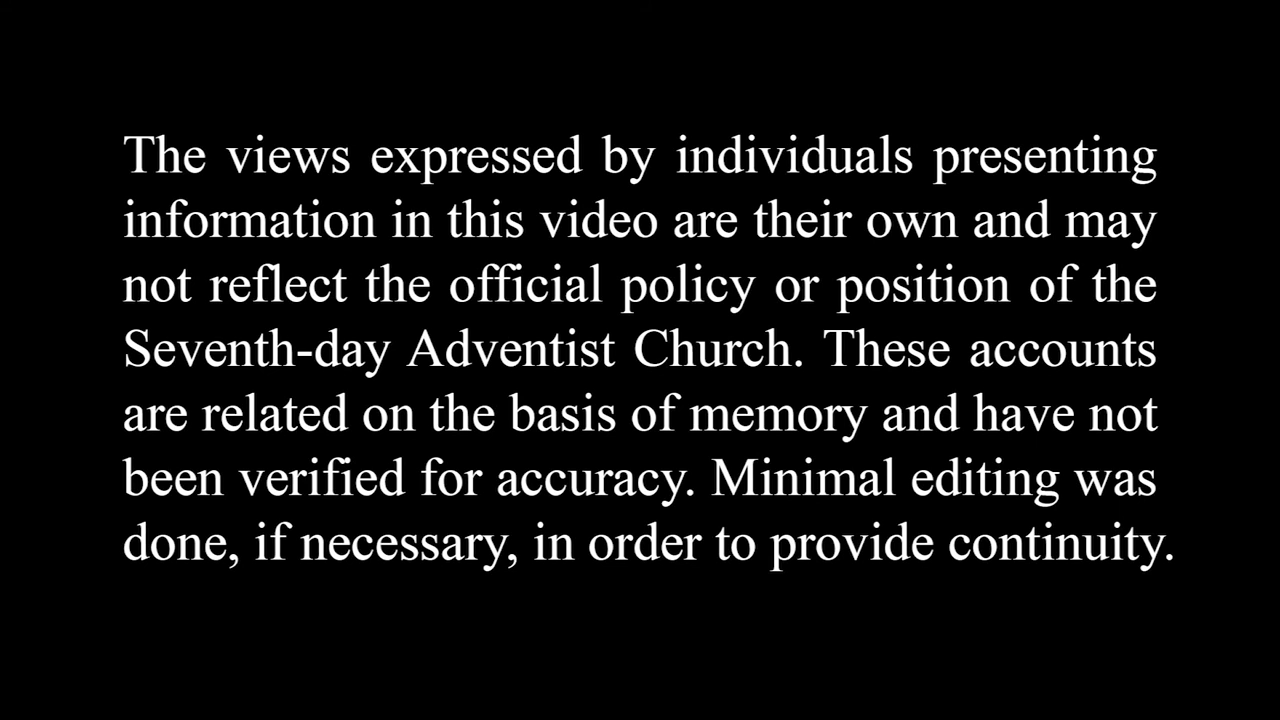 The views expressed by individuals presenting
information in this video are their own and may
not reflect the official policy or position of the
Seventh-day Adventist Church. These accounts
are related on the basis of memory and have not
been verified for accuracy. Minimal editing was
done, if necessary, in order to provide continuity.